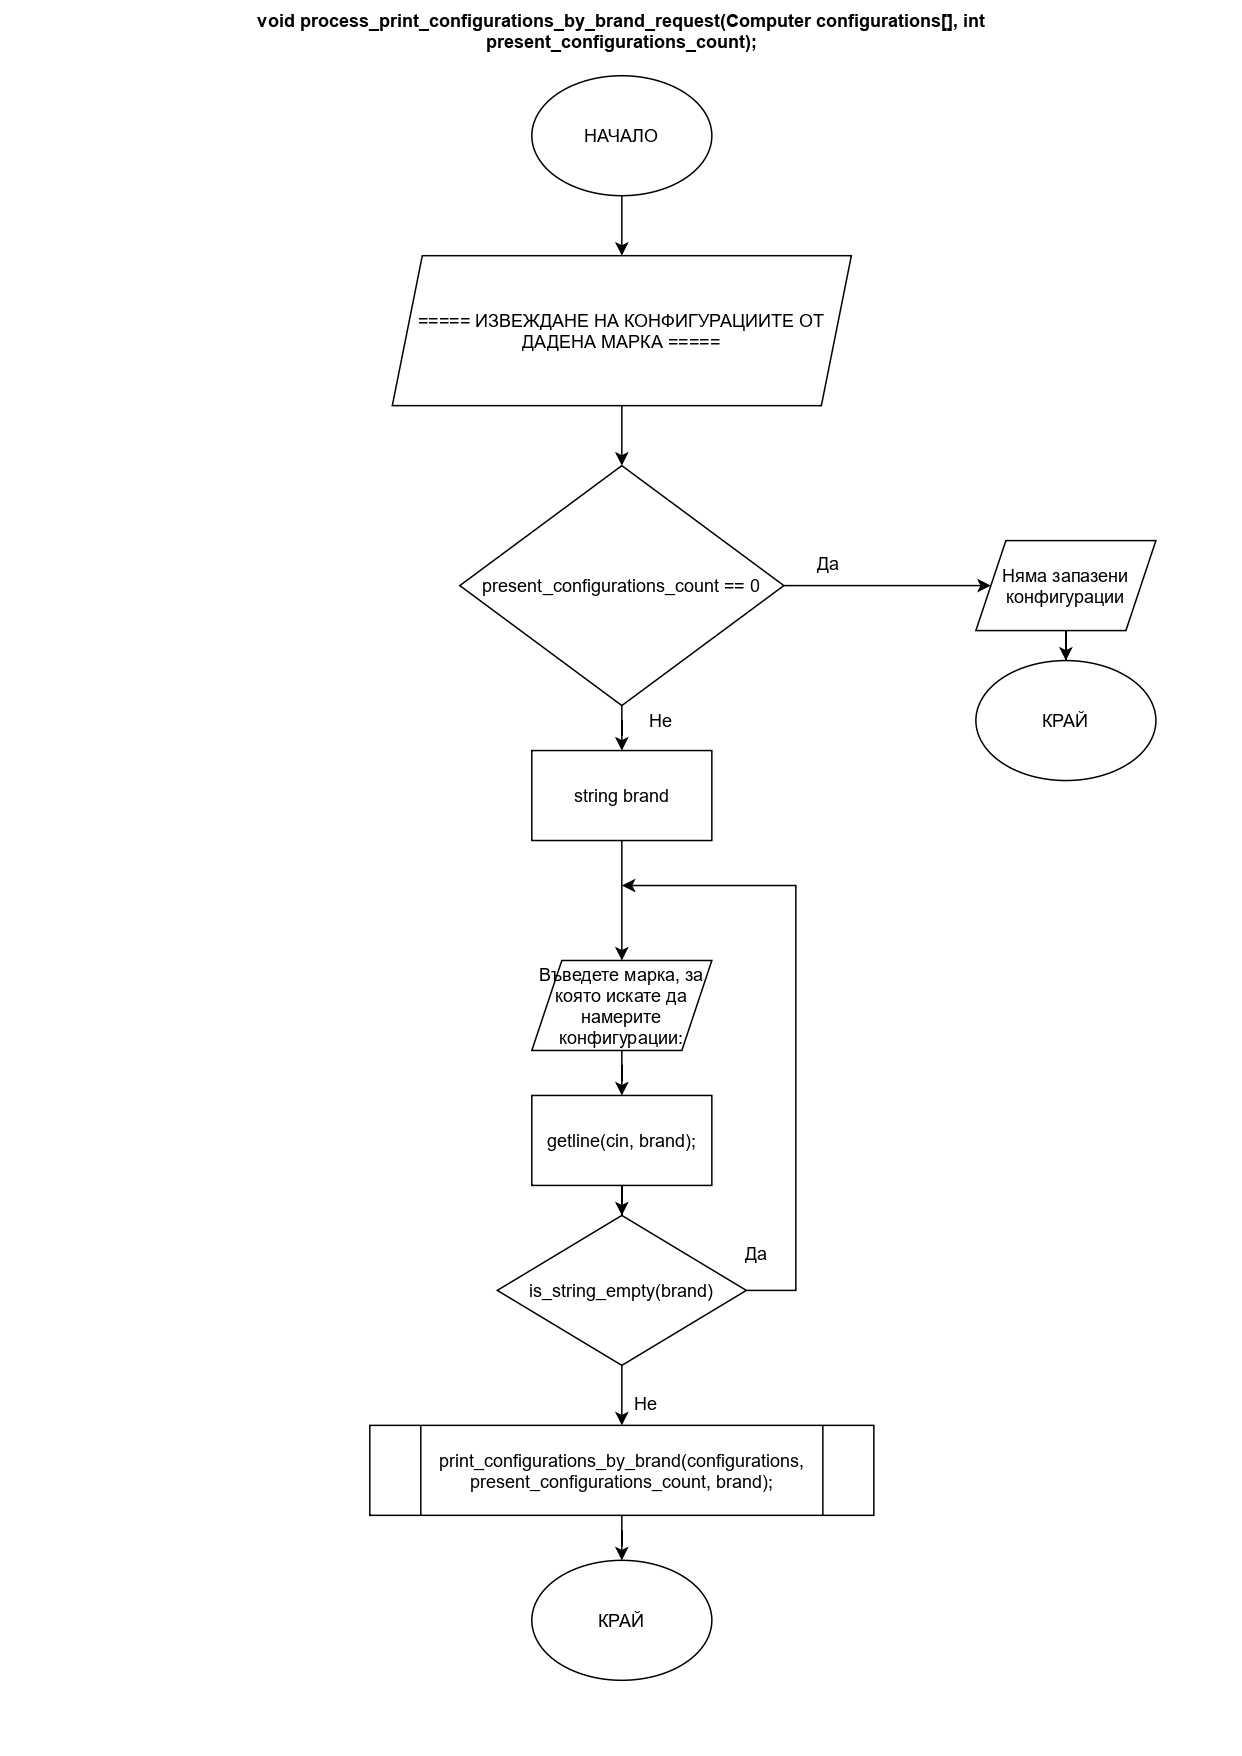 void process_print_configurations_by_brand_request(Computer configurations[], int
present_configurations_count);
НАЧАЛО
===== ИЗВЕЖДАНЕ НА КОНФИГУРАЦИИТЕ ОТ
ДАДЕНА МАРКА =====
present_configurations_count == 0
Да
Няма запазени
конфигурации
КРАЙ
Не
string brand
Въведете марка, за
която искате да
намерите
конфигурации:
getline(cin, brand);
is_string_empty(brand)
Да
Не
print_configurations_by_brand(configurations,
present_configurations_count, brand);
КРАЙ